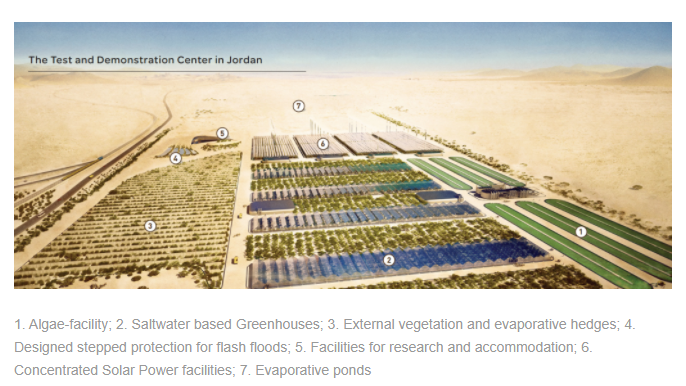 The Test and Demonstration Center in Jordan
7
5
6
4
3
1
2
1. Algae-facility; 2. Saltwater based Greenhouses; 3. External vegetation and evaporative hedges; 4.
Designed stepped protection for flash floods; 5. Facilities for research and accommodation; 6.
Concentrated Solar Power facilities; 7. Evaporative ponds